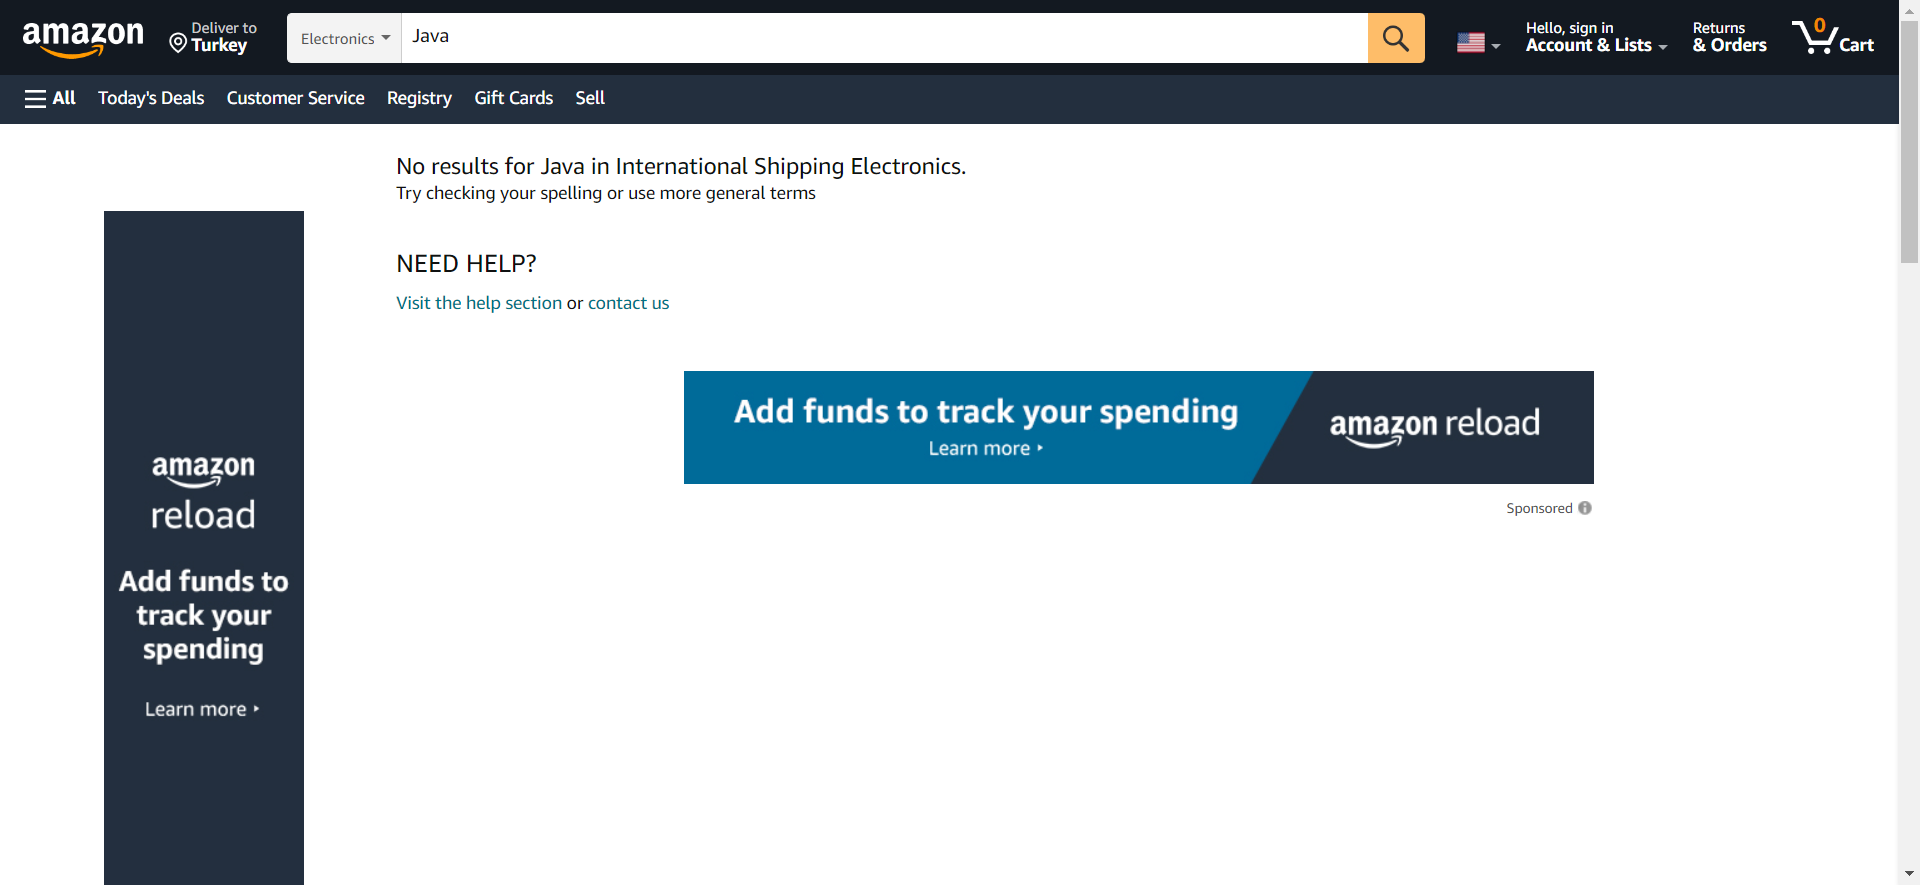 amazon
Deliver to
Turkey
Electronics
Java
Hello, sign in
Account & Lists
Returns
& Orders
0
Cart
All
Today's Deals
Customer Service
Registry
Gift Cards
Sell
No results for Java in International Shipping Electronics.
Try checking your spelling or use more general terms
NEED HELP?
Visit the help section or contact us
Add funds to track your spending
Learn more
amazon reload
Sponsored
amazon
reload
Add funds to
track your
spending
Learn more